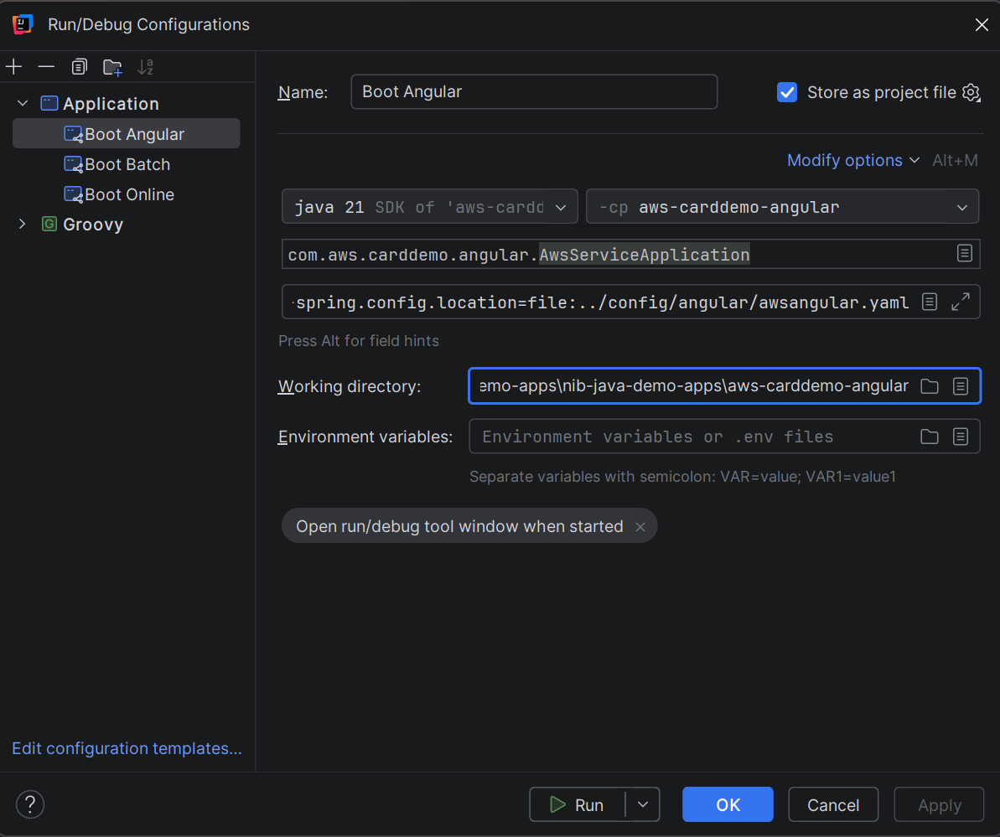 Run/Debug Configurations
Application
Boot Angular
Boot Batch
Boot Online
Groovy
Edit configuration templates...
Name:
Boot Angular
Store as project file
Modify options
Alt+M
java 21 SDK of 'aws-cardd
-cp aws-carddemo-angular
com.aws.carddemo.angular.AwsServiceApplication
spring.config.location=file:../config/angular/awsangular.yaml
Press Alt for field hints
Working directory:
emo-apps\nib-java-demo-apps\aws-carddemo-angular
Environment variables:
Environment variables or .env files
Separate variables with semicolon: VAR=value; VAR1=value1
Open run/debug tool window when started
?
Run
OK
Cancel
Apply